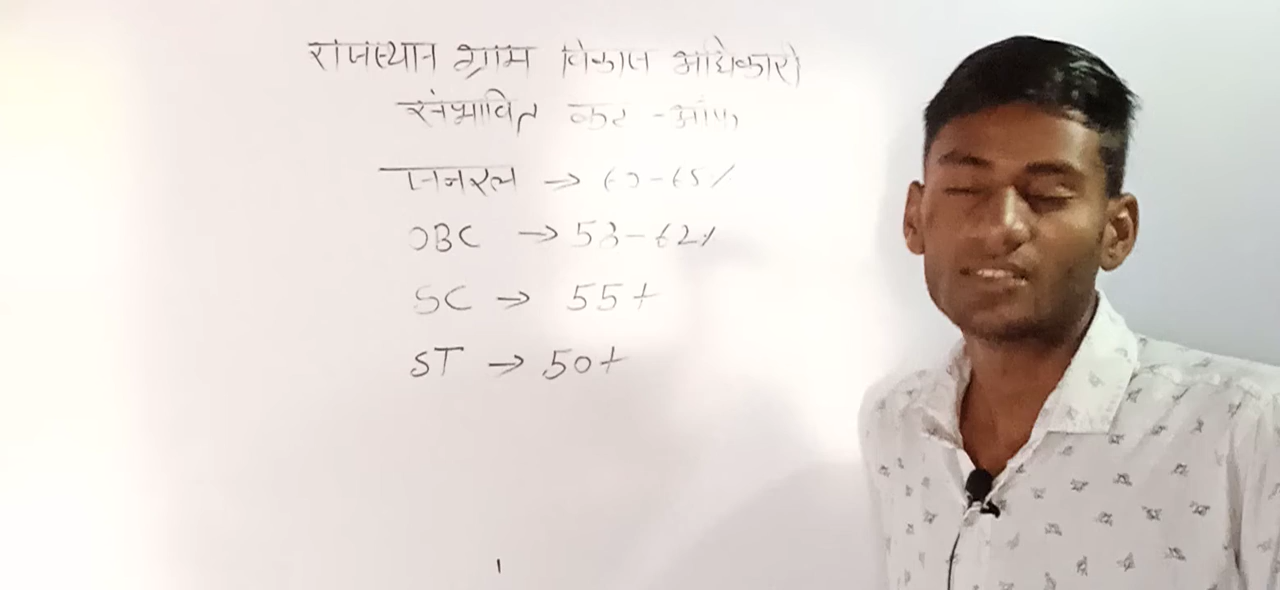 राजस्थान ग्राम विकास अधिकारी
संभावित कट -ऑफ
जनरल → 60-65%
OBC → 58-62%
SC → 55+
ST → 50+